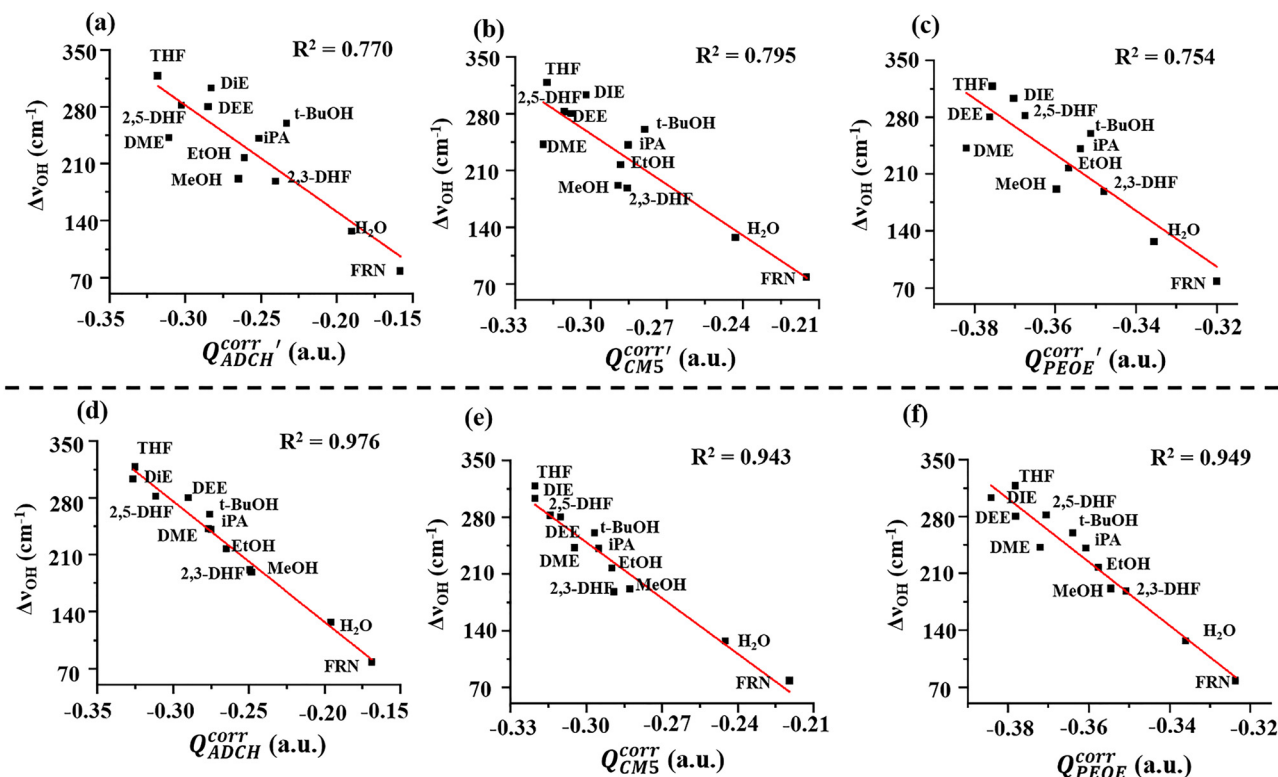 (a)
R² = 0.770
Δν_OH (cm⁻¹)
350
280
210
140
70
THF
DiE
2,5-DHF
DEE
t-BuOH
DME
iPA
EtOH
MeOH
2,3-DHF
H₂O
FRN
-0.35
-0.30
-0.25
-0.20
-0.15
Q_ADCH^corr′ (a.u.)
(b)
R² = 0.795
Δν_OH (cm⁻¹)
350
280
210
140
70
THF
DIE
2,5-DHF
DEE
t-BuOH
DME
iPA
EtOH
MeOH
2,3-DHF
H₂O
FRN
-0.33
-0.30
-0.27
-0.24
-0.21
Q_CM5^corr′ (a.u.)
(c)
R² = 0.754
Δν_OH (cm⁻¹)
350
280
210
140
70
THF
DIE
DEE
2,5-DHF
t-BuOH
DME
iPA
EtOH
MeOH
2,3-DHF
H₂O
FRN
-0.38
-0.36
-0.34
-0.32
Q_PEOE^corr′ (a.u.)
(d)
R² = 0.976
Δν_OH (cm⁻¹)
350
280
210
140
70
THF
DiE
DEE
2,5-DHF
t-BuOH
DME
iPA
EtOH
2,3-DHF
MeOH
H₂O
FRN
-0.35
-0.30
-0.25
-0.20
-0.15
Q_ADCH^corr (a.u.)
(e)
R² = 0.943
Δν_OH (cm⁻¹)
350
280
210
140
70
THF
DIE
2,5-DHF
DEE
t-BuOH
DME
iPA
EtOH
2,3-DHF
MeOH
H₂O
FRN
-0.33
-0.30
-0.27
-0.24
-0.21
Q_CM5^corr (a.u.)
(f)
R² = 0.949
Δν_OH (cm⁻¹)
350
280
210
140
70
THF
DIE
2,5-DHF
DEE
t-BuOH
DME
iPA
EtOH
MeOH
2,3-DHF
H₂O
FRN
-0.38
-0.36
-0.34
-0.32
Q_PEOE^corr (a.u.)